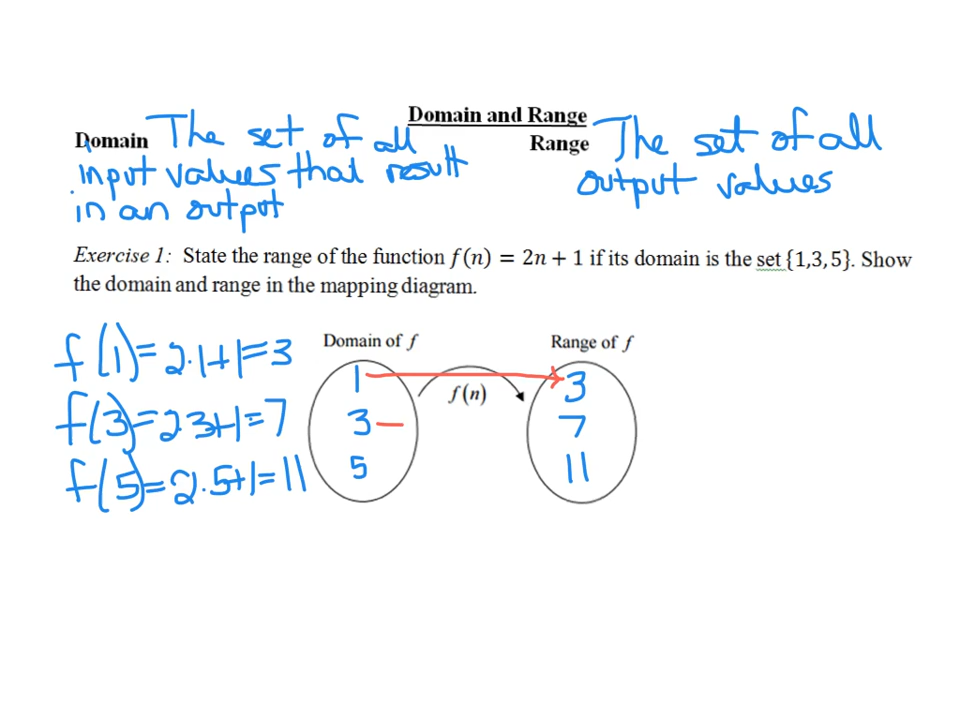 Domain and Range
Domain The set of all
input values that result
in an output
Range The set of all
output values
Exercise 1: State the range of the function f(n) = 2n + 1 if its domain is the set {1,3,5}. Show
the domain and range in the mapping diagram.
f(1)=2·1+1=3
f(3)=2·3+1=7
f(5)=2·5+1=11
Domain of f
1
3
5
f(n)
Range of f
3
7
11